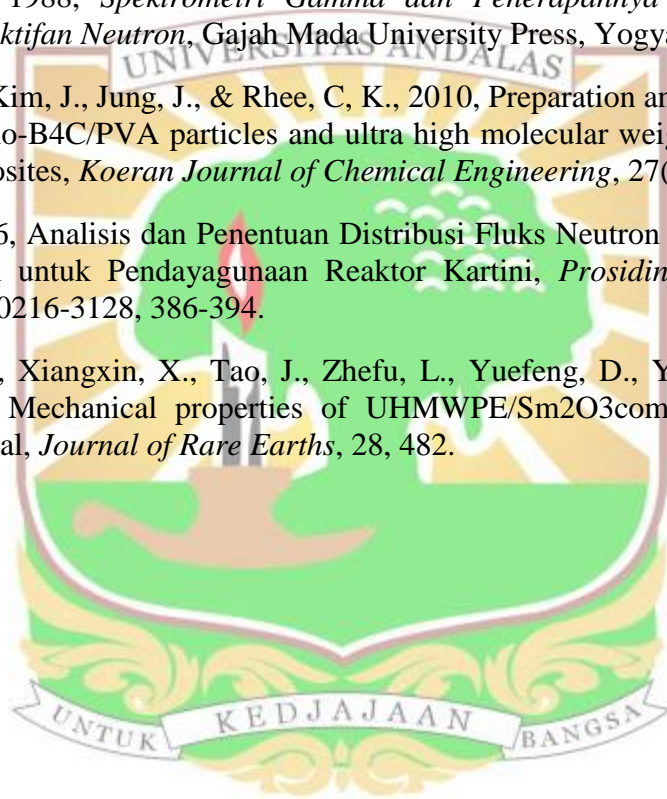 1988, Spektrometri Gamma dan Penerapannya
ktifan Neutron, Gajah Mada University Press, Yogya
UNIVERSITAS ANDALAS
Kim, J., Jung, J., & Rhee, C, K., 2010, Preparation an
o-B4C/PVA particles and ultra high molecular weig
osites, Koeran Journal of Chemical Engineering, 27(
6, Analisis dan Penentuan Distribusi Fluks Neutron
untuk Pendayagunaan Reaktor Kartini, Prosidin
0216-3128, 386-394.
, Xiangxin, X., Tao, J., Zhefu, L., Yuefeng, D., Y
Mechanical properties of UHMWPE/Sm2O3com
al, Journal of Rare Earths, 28, 482.
UNTUK KEDJAJAAN BANGSA